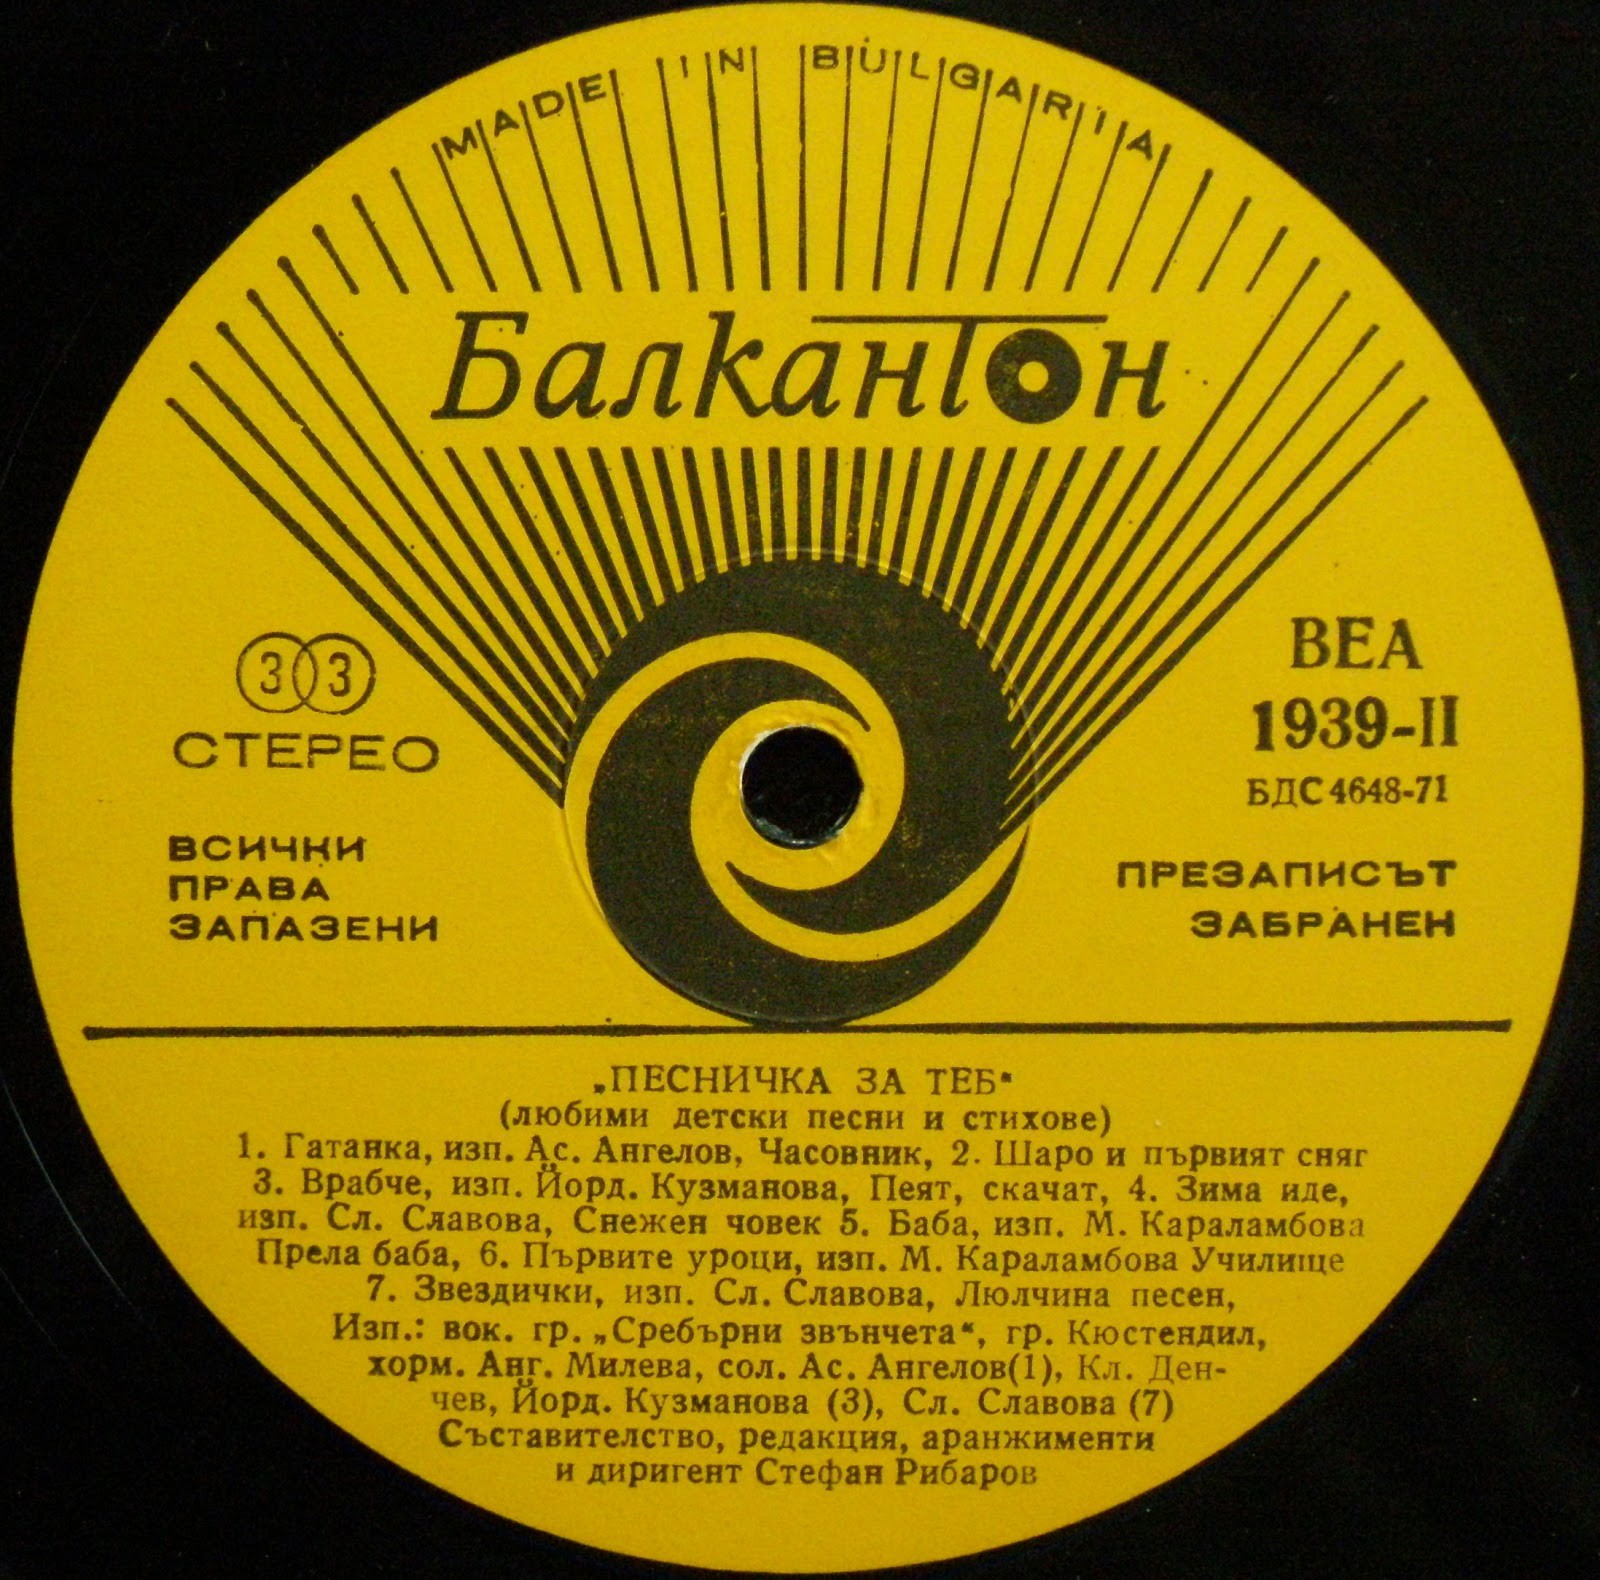 MADE IN BULGARIA
Балкантон
33
СТЕРЕО
ВСИЧКИ
ПРАВА
ЗАПАЗЕНИ
ВЕА
1939-II
БДС 4648-71
ПРЕЗАПИСЪТ
ЗАБРАНЕН
„ПЕСНИЧКА ЗА ТЕБ“
(любими детски песни и стихове)
1. Гатанка, изп. Ас. Ангелов, Часовник, 2. Шаро и първият сняг
3. Врабче, изп. Йорд. Кузманова, Пеят, скачат, 4. Зима иде,
изп. Сл. Славова, Снежен човек 5. Баба, изп. М. Караламбова
Прела баба, 6. Първите уроци, изп. М. Караламбова Училище
7. Звездички, изп. Сл. Славова, Люлчина песен,
Изп.: вок. гр. „Сребърни звънчета“, гр. Кюстендил,
хорм. Анг. Милева, сол. Ас. Ангелов(1), Кл. Ден-
чев, Йорд. Кузманова (3), Сл. Славова (7)
Съставителство, редакция, аранжименти
и диригент Стефан Рибаров